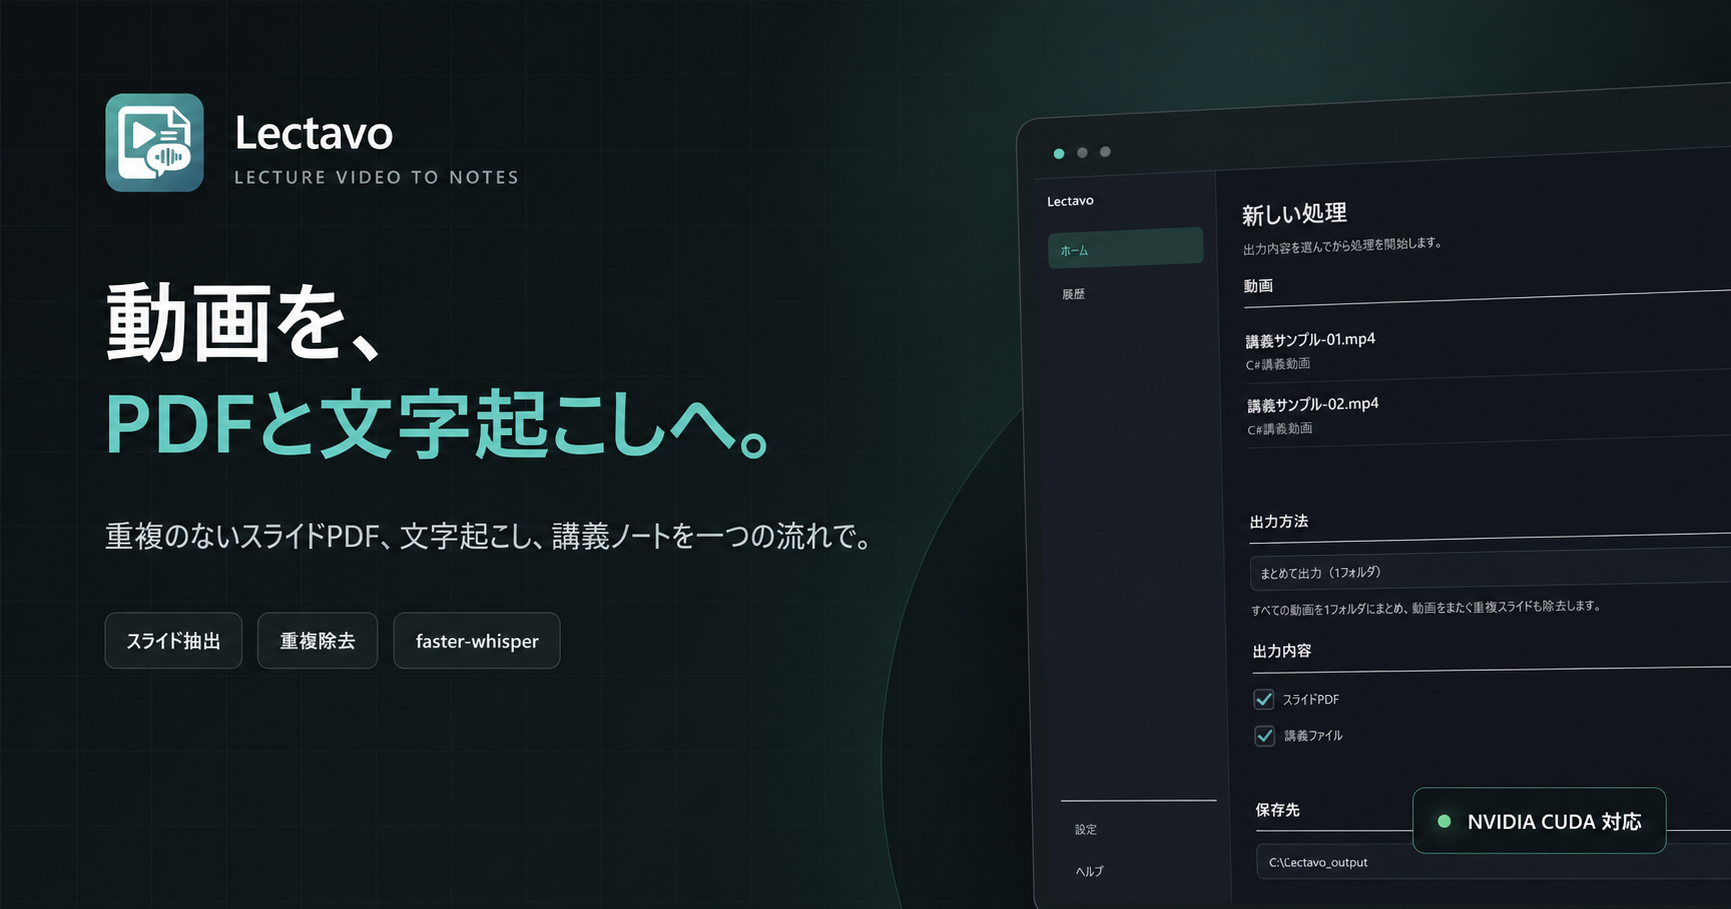 Lectavo
LECTURE VIDEO TO NOTES
動画を、
PDFと文字起こしへ。
重複のないスライドPDF、文字起こし、講義ノートを一つの流れで。
スライド抽出
重複除去
faster-whisper
Lectavo
ホーム
展歴
設定
ヘルプ
新しい処理
出力内容を選んでから処理を開始します。
動画
講義サンプル-01.mp4
C#講義動画
講義サンプル-02.mp4
C#講義動画
出力方法
まとめて出力（1フォルダ）
すべての動画を1フォルダにまとめ、動画をまたぐ重複スライドも除去します。
出力内容
スライドPDF
講義ファイル
保存先
C:\Lectavo_output
NVIDIA CUDA 対応